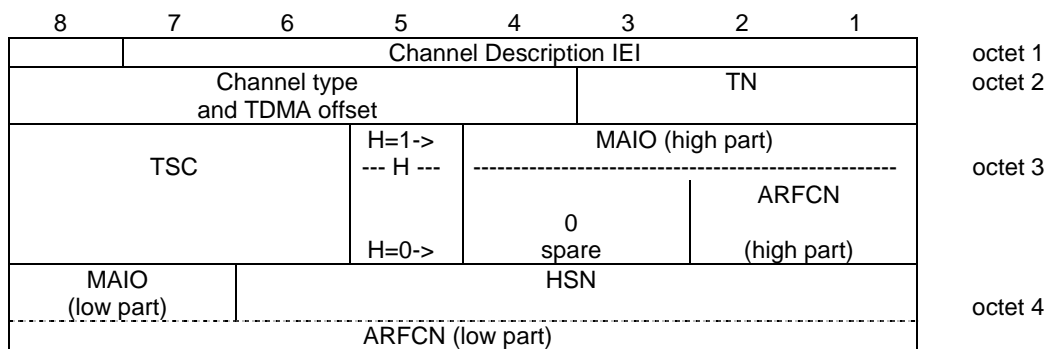 8 7 6 5 4 3 2 1
Channel Description IEI octet 1
Channel type TN octet 2
and TDMA offset
H=1-> MAIO (high part)
TSC --- H --- ------------------------------------------------------ octet 3
ARFCN
0
H=0-> spare (high part)
MAIO HSN
(low part) octet 4
ARFCN (low part)